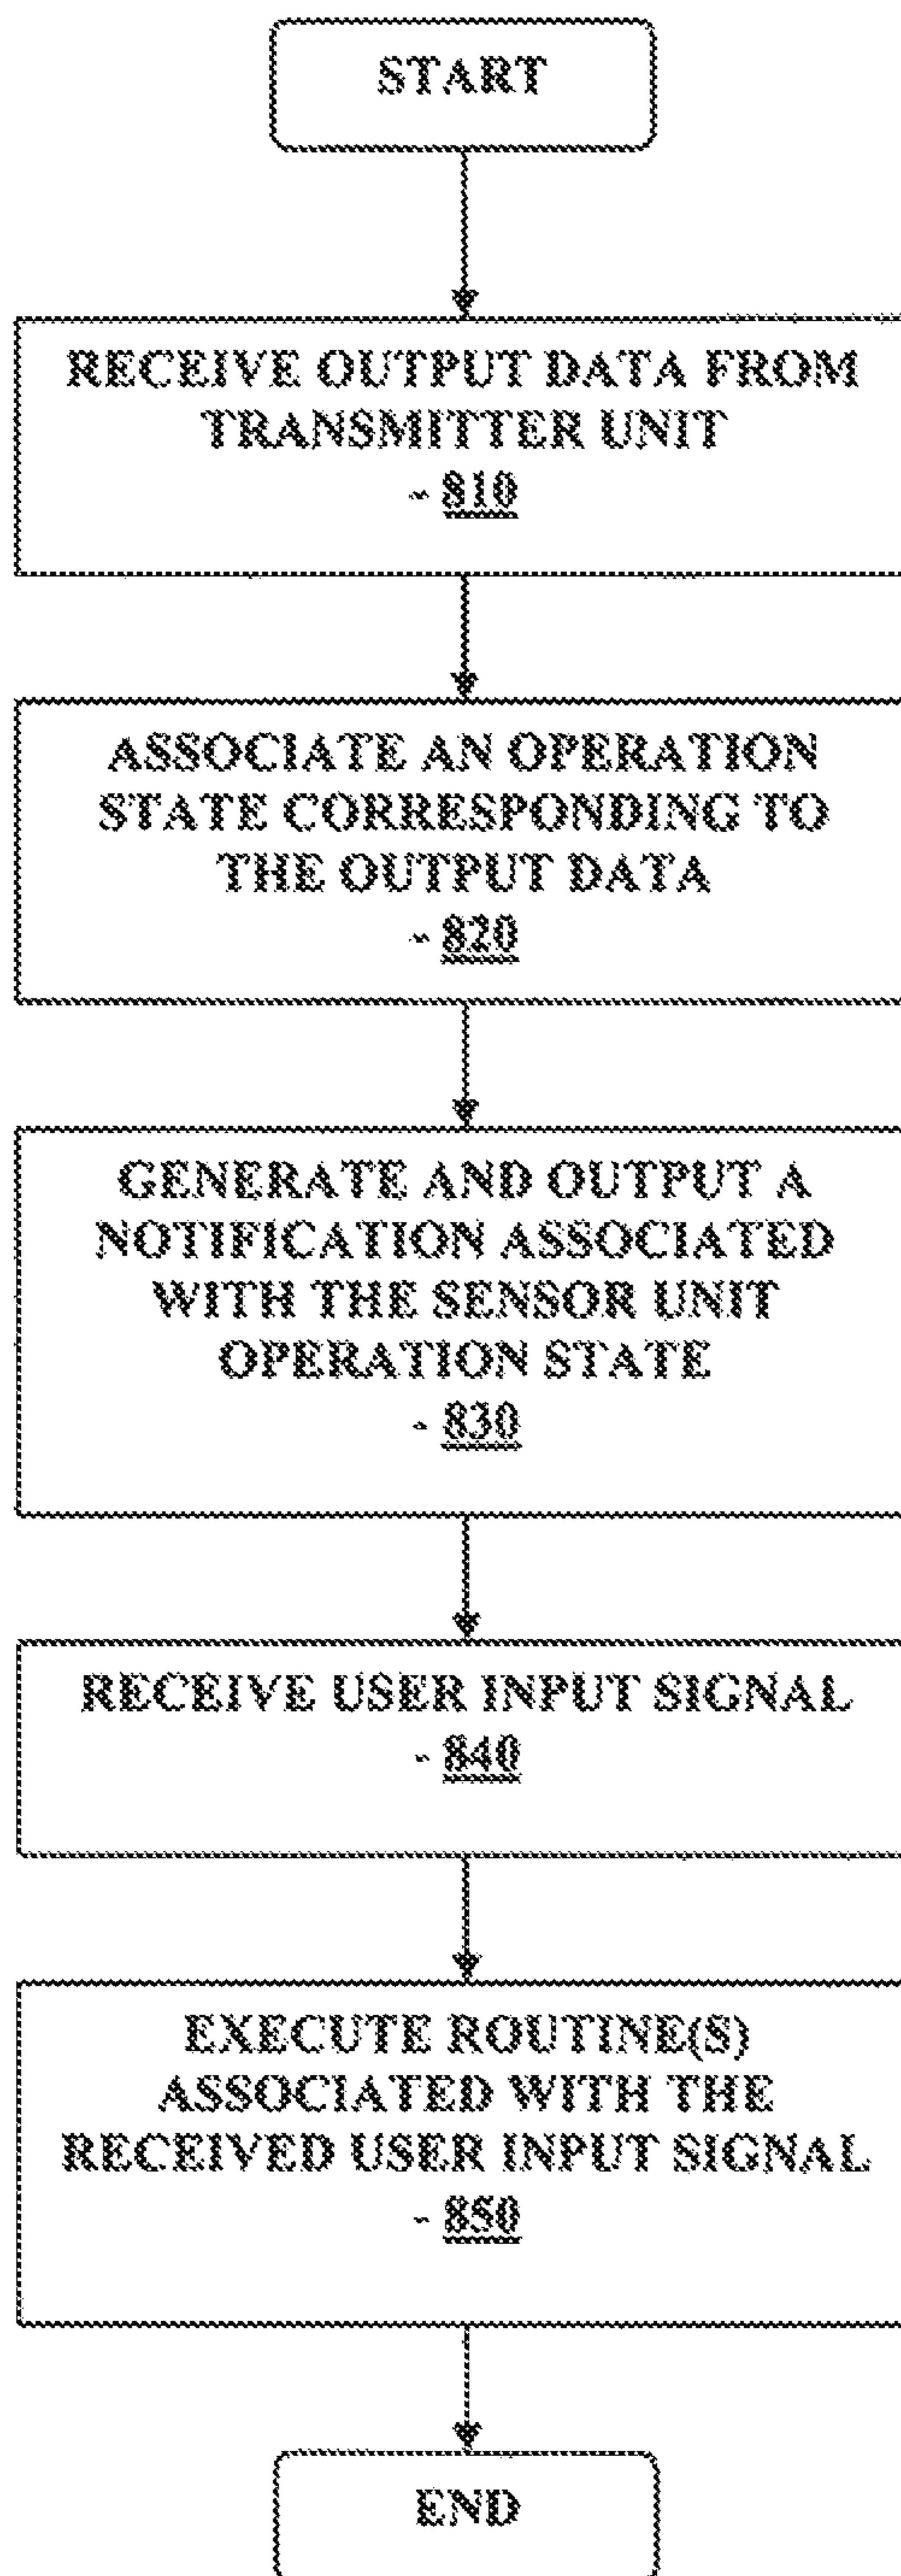 START
RECEIVE OUTPUT DATA FROM
TRANSMITTER UNIT
- 810
ASSOCIATE AN OPERATION
STATE CORRESPONDING TO
THE OUTPUT DATA
- 820
GENERATE AND OUTPUT A
NOTIFICATION ASSOCIATED
WITH THE SENSOR UNIT
OPERATION STATE
- 830
RECEIVE USER INPUT SIGNAL
- 840
EXECUTE ROUTINE(S)
ASSOCIATED WITH THE
RECEIVED USER INPUT SIGNAL
- 850
END